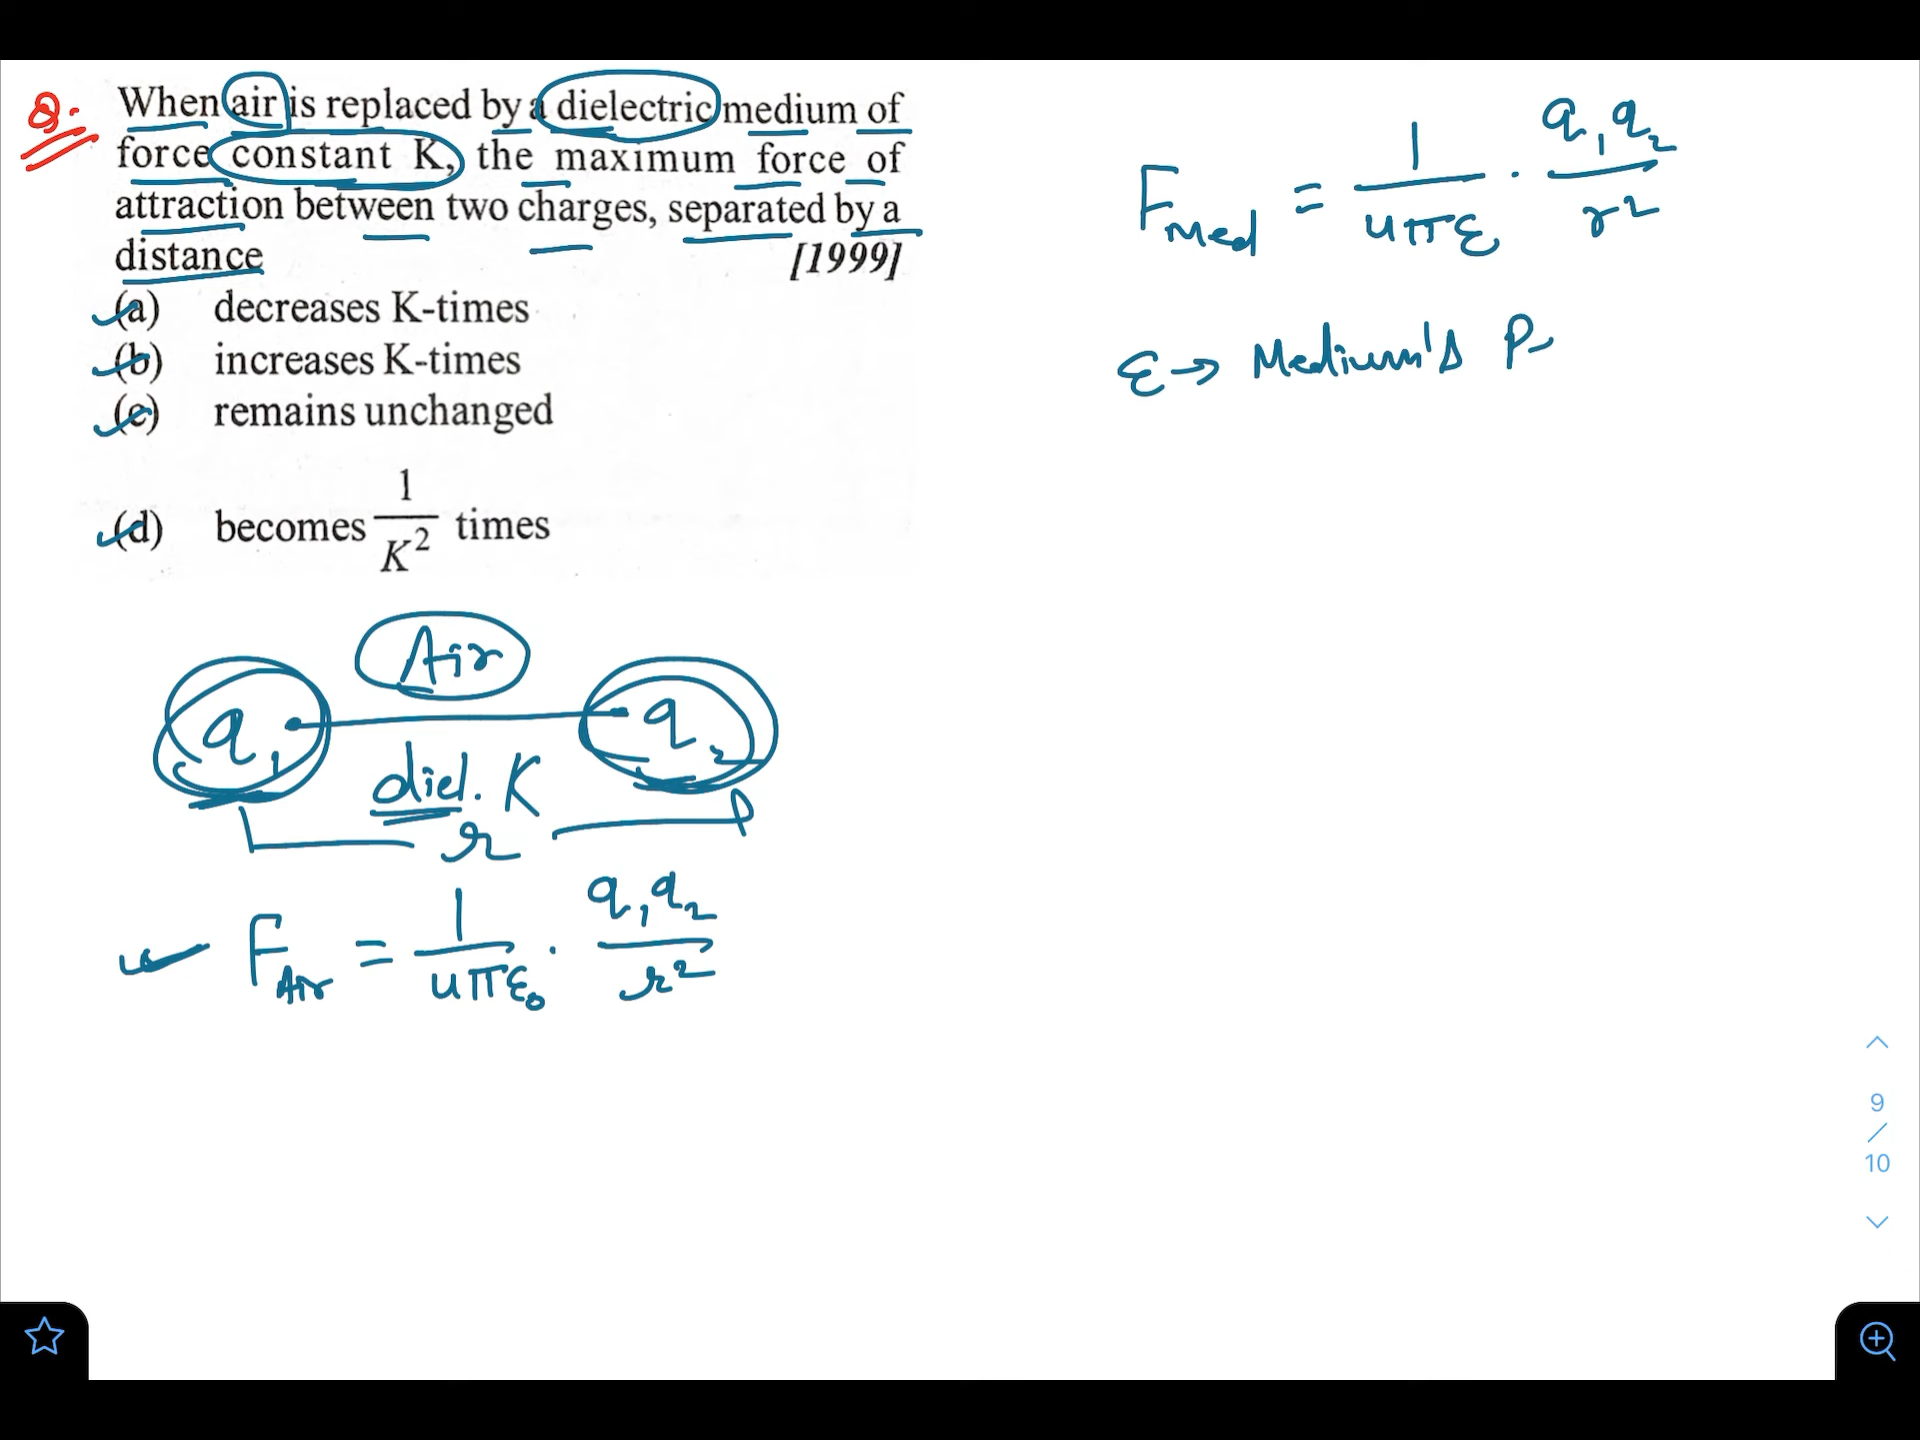 Q.
When air is replaced by a dielectric medium of
force constant K, the maximum force of
attraction between two charges, separated by a
distance [1999]
(a) decreases K-times
(b) increases K-times
(c) remains unchanged
(d) becomes 1/K² times
Air
q₁ q₂
diel. K
r
F_Air = 1/4πε₀ · q₁q₂/r²
F_Med = 1/4πε · q₁q₂/r²
ε → Medium's P
9
/
10